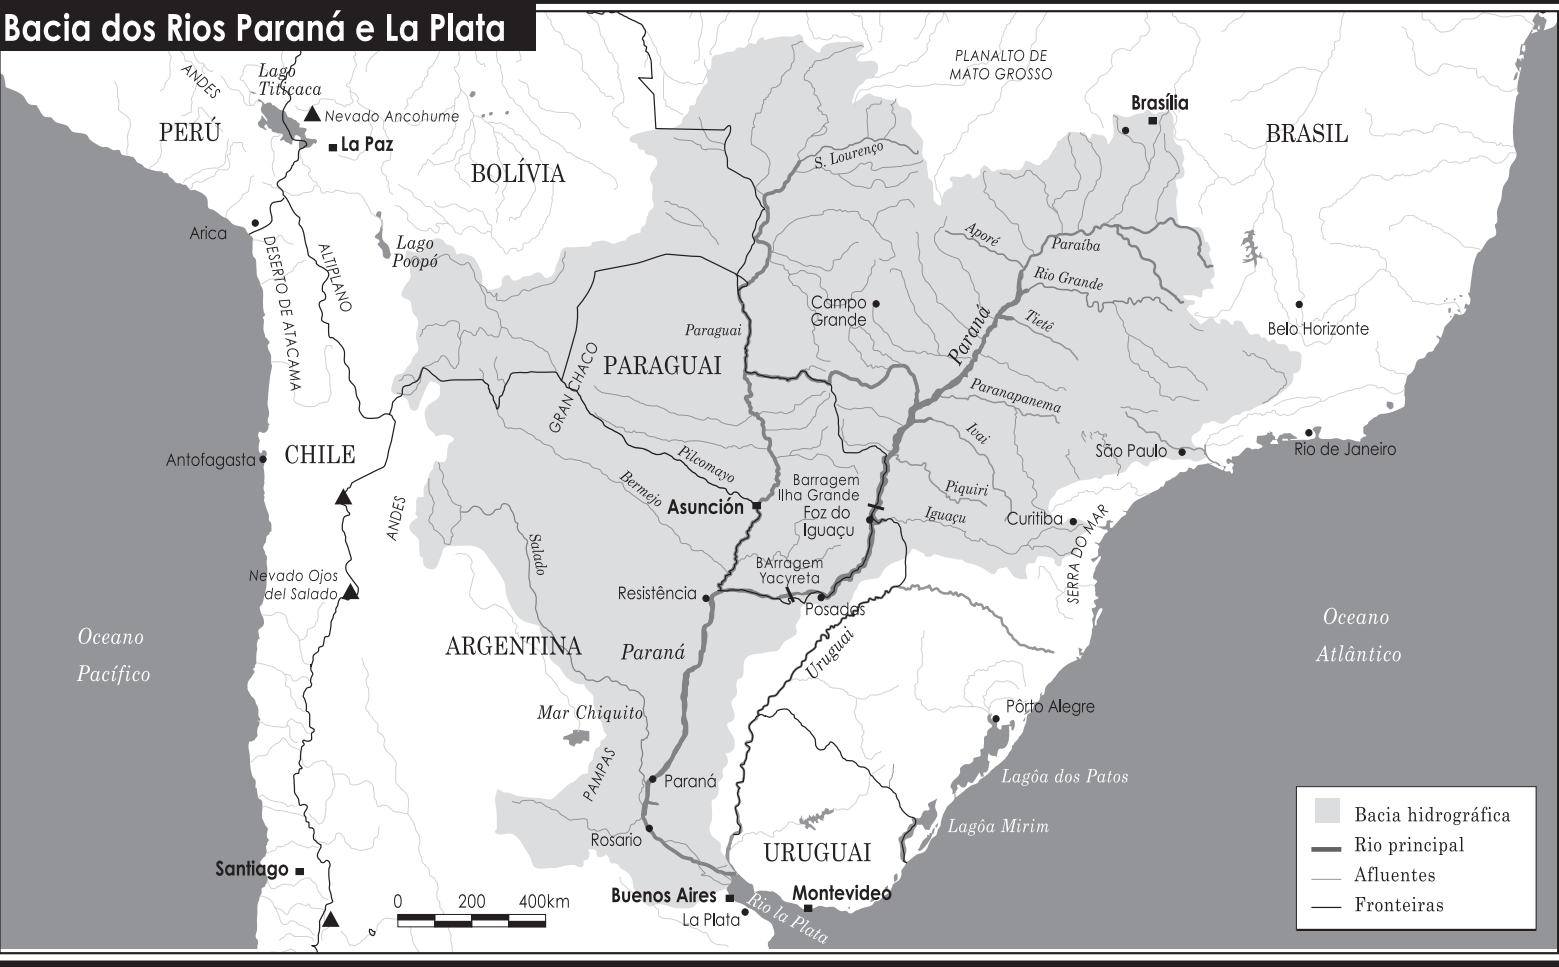 Bacia dos Rios Paraná e La Plata
ANDES
Lago
Titicaca
Nevado Ancohume
PERÚ
La Paz
BOLÍVIA
PLANALTO DE
MATO GROSSO
Brasília
BRASIL
S. Lourenço
Arica
DESERTO DE ATACAMA
ALTIPLANO
Lago
Poopó
Aporé
Paraíba
Rio Grande
Campo
Grande
Paraná
Tietê
Belo Horizonte
Paraguai
PARAGUAI
GRAN CHACO
Paranapanema
Ivai
CHILE
Antofagasta
São Paulo
Rio de Janeiro
Pilcomayo
Bermejo
Barragem
Ilha Grande
Foz do
Iguaçu
Piquiri
Iguaçu
Asunción
Curitiba
SERRA DO MAR
ANDES
Salado
BArragem
Yacyreta
Nevado Ojos
del Salado
Resistência
Posadas
Oceano
Pacífico
ARGENTINA
Paraná
Uruguai
Oceano
Atlântico
Mar Chiquito
Pôrto Alegre
PAMPAS
Paraná
Lagôa dos Patos
Rosario
Lagôa Mirim
URUGUAI
Santiago
Buenos Aires
La Plata
Rio la Plata
Montevideo
0 200 400km
Bacia hidrográfica
Rio principal
Afluentes
Fronteiras